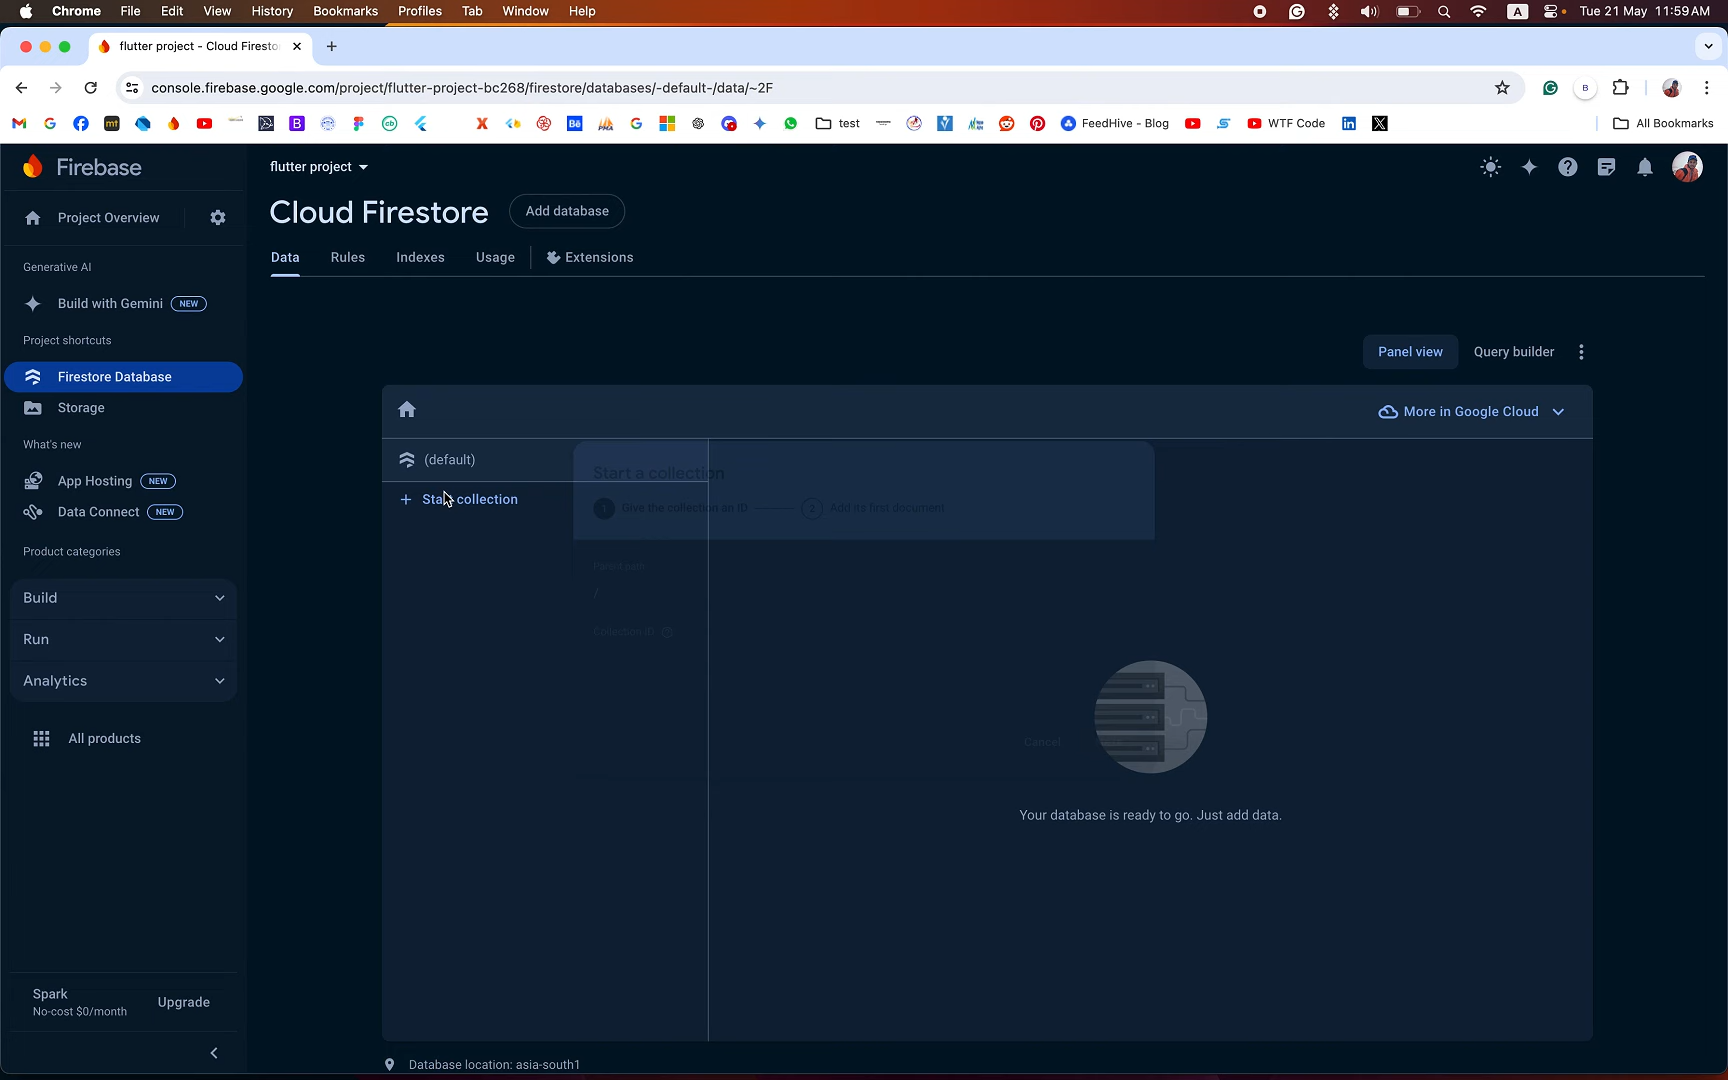 Chrome File Edit View History Bookmarks Profiles Tab Window Help A Tue 21 May 11:59 AM
flutter project - Cloud Firesto
console.firebase.google.com/project/flutter-project-bc268/firestore/databases/-default-/data/~2F
test FeedHive - Blog WTF Code All Bookmarks
Firebase
flutter project
Project Overview
Cloud Firestore Add database
Data Rules Indexes Usage Extensions
Generative AI
Build with Gemini NEW
Project shortcuts
Firestore Database
Storage
What's new
App Hosting NEW
Data Connect NEW
Product categories
Build
Run
Analytics
All products
Spark
No-cost $0/month
Upgrade
Panel view Query builder
More in Google Cloud
(default)
Start collection
Start a collection
1 Give the collection an ID 2 Add its first document
Parent path
/
Collection ID
Cancel
Your database is ready to go. Just add data.
Database location: asia-south1